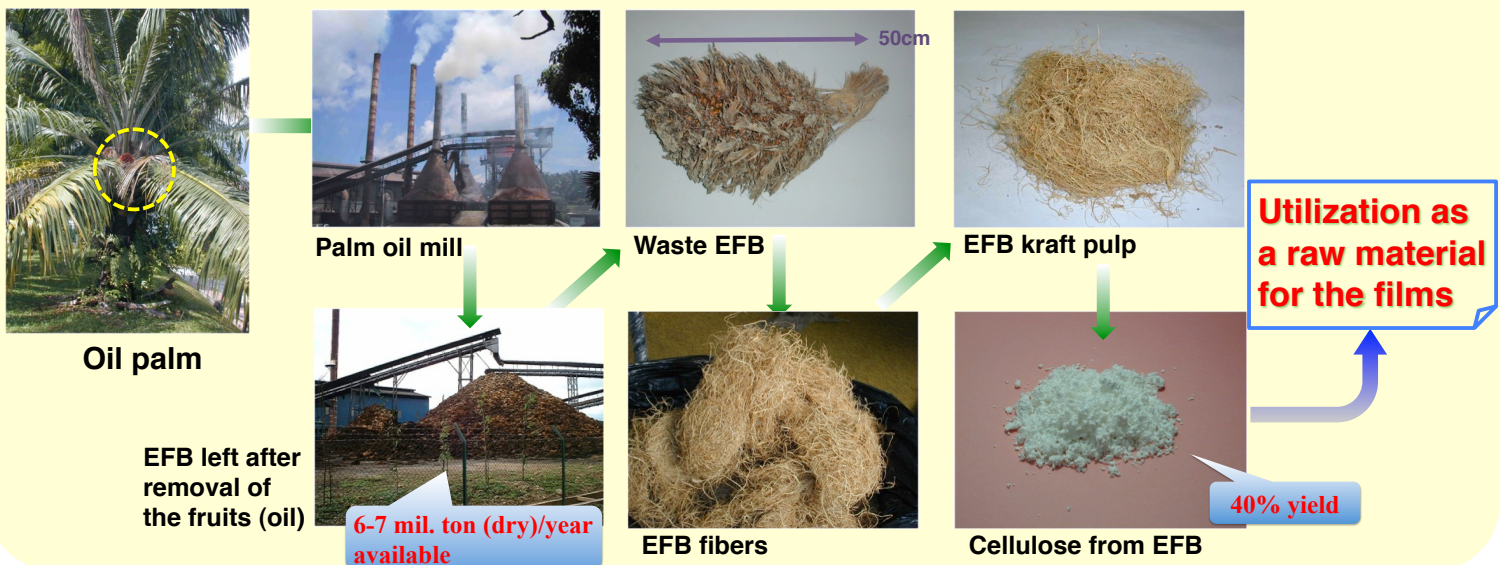 Oil palm
Palm oil mill
EFB left after
removal of
the fruits (oil)
6-7 mil. ton (dry)/year
available
50cm
Waste EFB
EFB fibers
EFB kraft pulp
Cellulose from EFB
40% yield
Utilization as
a raw material
for the films